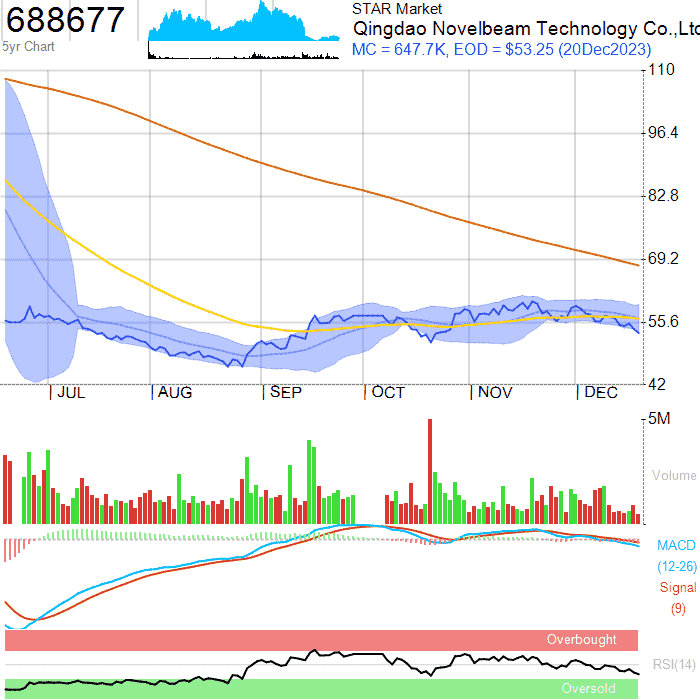 688677
5yr Chart
STAR Market
Qingdao Novelbeam Technology Co.,Ltd
MC = 647.7K, EOD = $53.25 (20Dec2023)
110
96.4
82.8
69.2
55.6
42
JUL
AUG
SEP
OCT
NOV
DEC
5M
Volume
MACD
(12-26)
Signal
(9)
Overbought
RSI(14)
Oversold